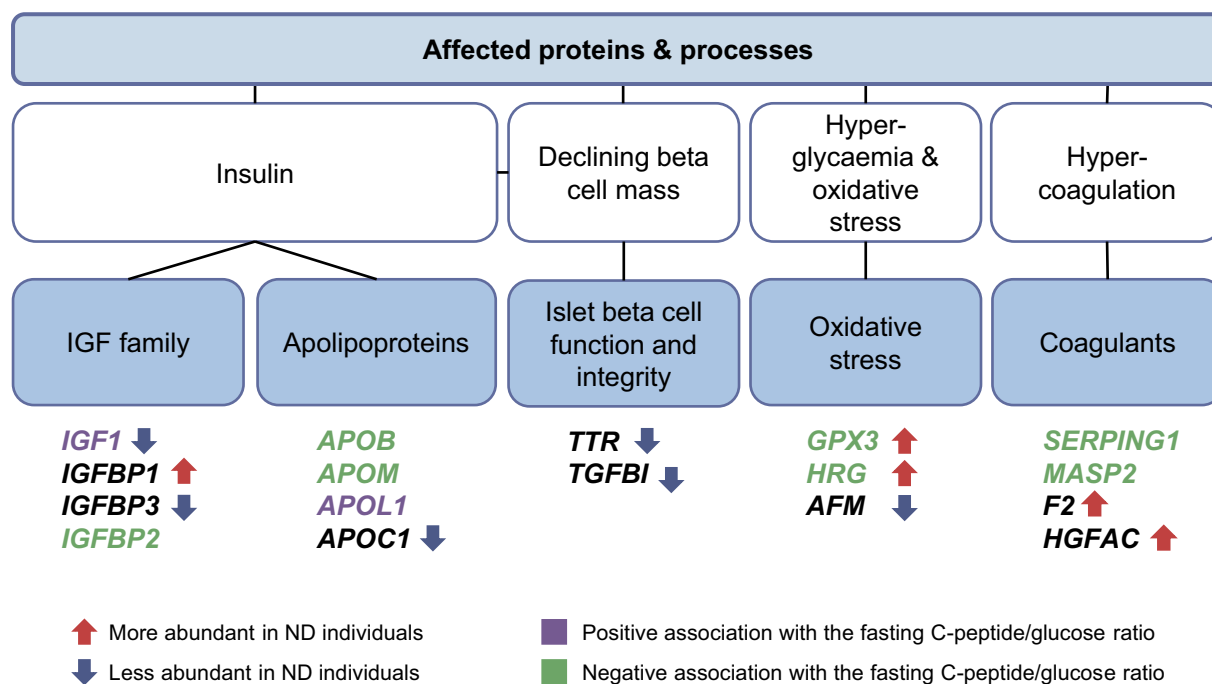 Affected proteins & processes
Insulin
Declining beta
cell mass
Hyper-
glycaemia &
oxidative
stress
Hyper-
coagulation
IGF family
Apolipoproteins
Islet beta cell
function and
integrity
Oxidative
stress
Coagulants
IGF1
IGFBP1
IGFBP3
IGFBP2
APOB
APOM
APOL1
APOC1
TTR
TGFBI
GPX3
HRG
AFM
SERPING1
MASP2
F2
HGFAC
More abundant in ND individuals
Less abundant in ND individuals
Positive association with the fasting C-peptide/glucose ratio
Negative association with the fasting C-peptide/glucose ratio